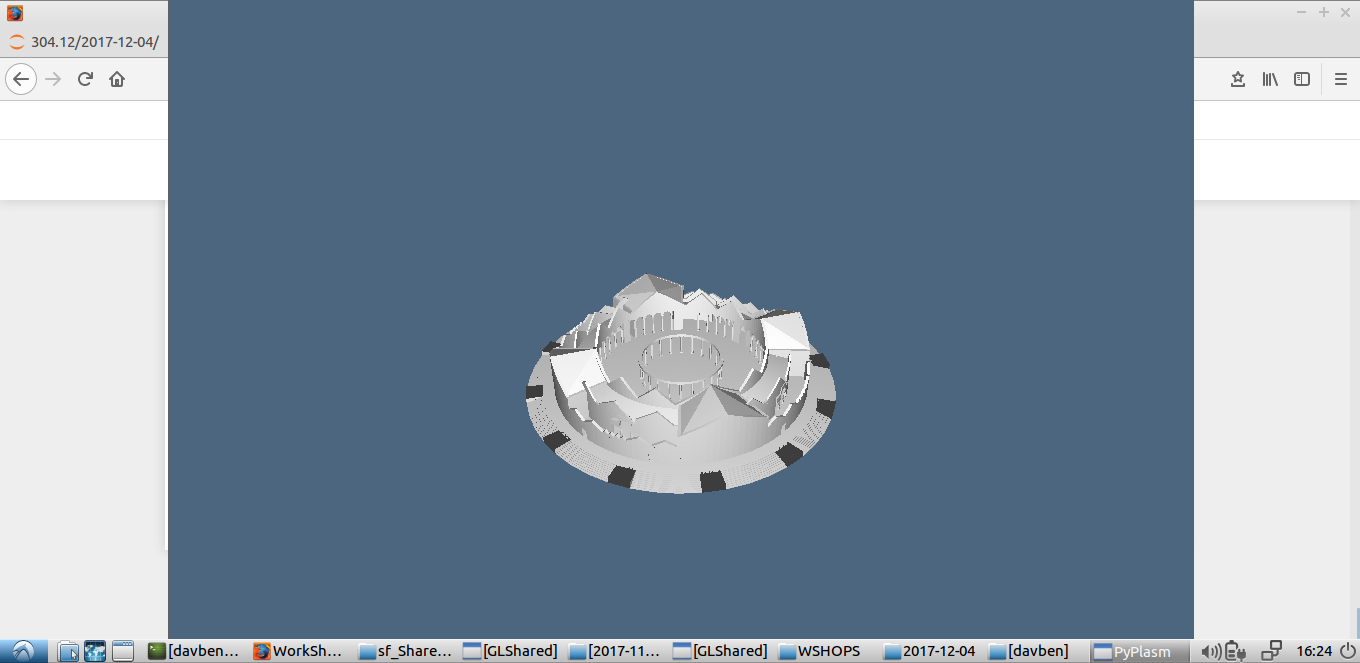 304.12/2017-12-04/
[davben...
WorkSh...
sf_Share...
[GLShared]
[2017-11...
[GLShared]
WSHOPS
2017-12-04
[davben]
PyPlasm
16:24